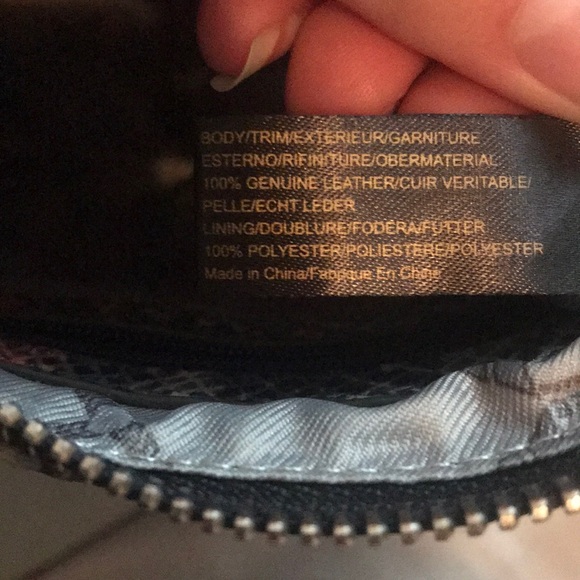 BODY/TRIM/EXTERIEUR/GARNITURE
ESTERNO/RIFINITURE/OBERMATERIAL
100% GENUINE LEATHER/CUIR VERITABLE/
PELLE/ECHT LEDER
LINING/DOUBLURE/FODERA/FUTTER
100% POLYESTER/POLIESTERE/POLYESTER
Made in China/Fabrique En Chine